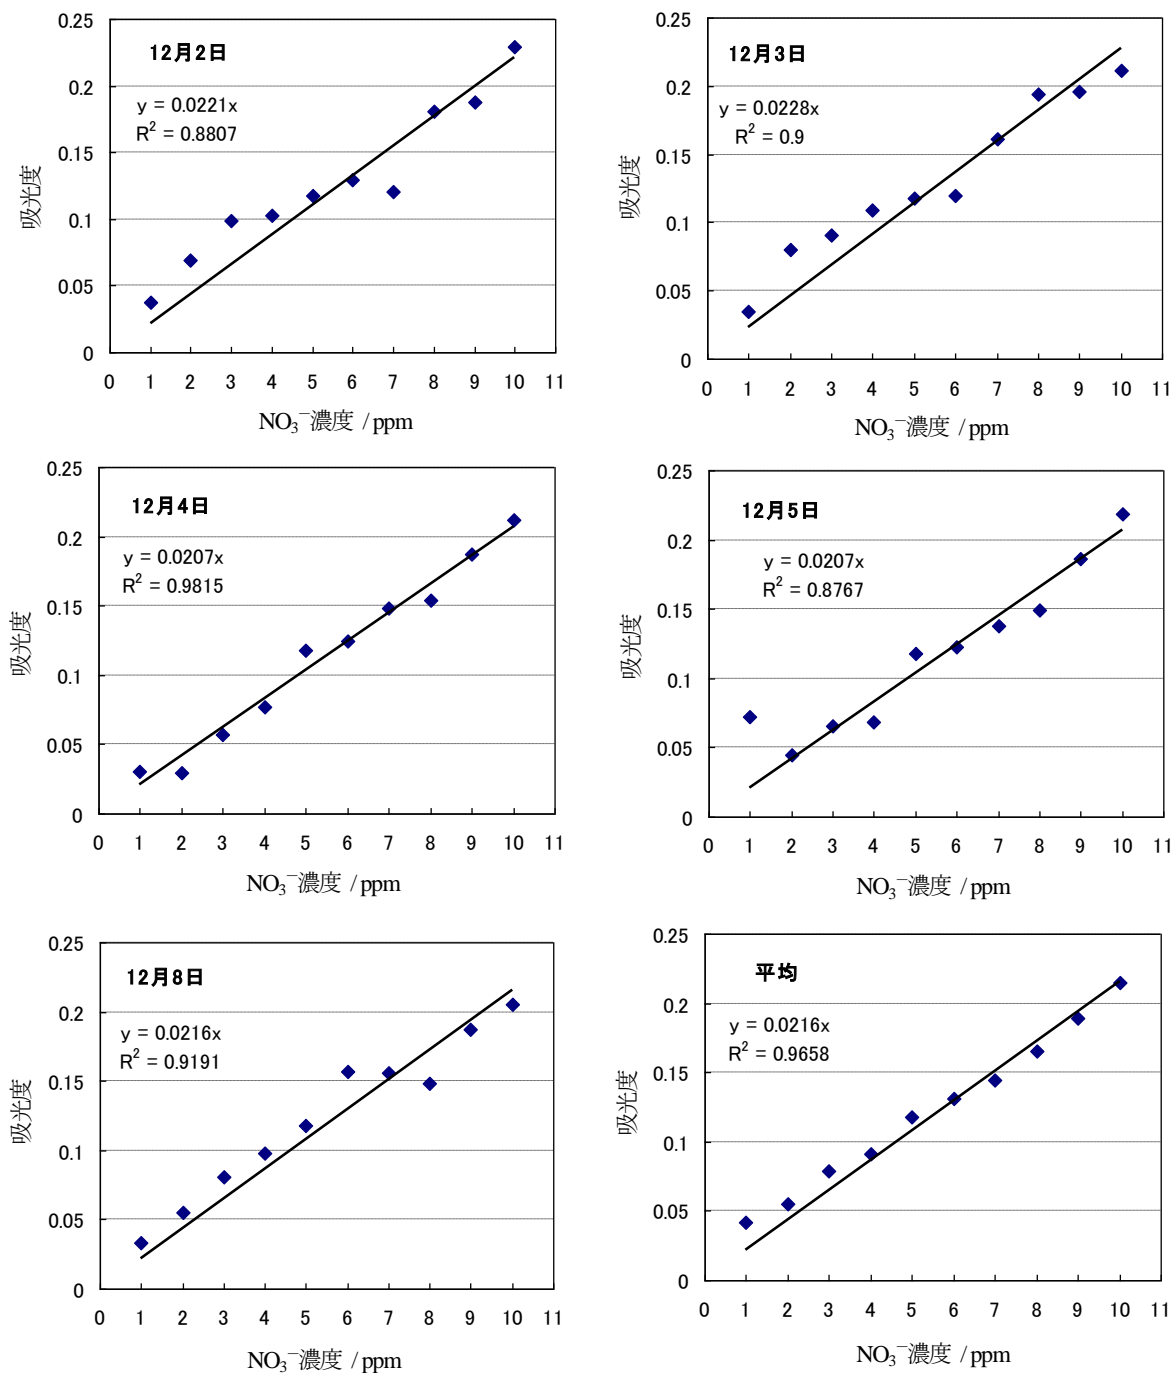 12月2日
y = 0.0221x
R² = 0.8807
吸光度
0.25
0.2
0.15
0.1
0.05
0
0 1 2 3 4 5 6 7 8 9 10 11
NO₃⁻濃度 / ppm
12月3日
y = 0.0228x
R² = 0.9
吸光度
0.25
0.2
0.15
0.1
0.05
0
0 1 2 3 4 5 6 7 8 9 10 11
NO₃⁻濃度 / ppm
12月4日
y = 0.0207x
R² = 0.9815
吸光度
0.25
0.2
0.15
0.1
0.05
0
0 1 2 3 4 5 6 7 8 9 10 11
NO₃⁻濃度 / ppm
12月5日
y = 0.0207x
R² = 0.8767
吸光度
0.25
0.2
0.15
0.1
0.05
0
0 1 2 3 4 5 6 7 8 9 10 11
NO₃⁻濃度 / ppm
12月8日
y = 0.0216x
R² = 0.9191
吸光度
0.25
0.2
0.15
0.1
0.05
0
0 1 2 3 4 5 6 7 8 9 10 11
NO₃⁻濃度 / ppm
平均
y = 0.0216x
R² = 0.9658
吸光度
0.25
0.2
0.15
0.1
0.05
0
0 1 2 3 4 5 6 7 8 9 10 11
NO₃⁻濃度 / ppm